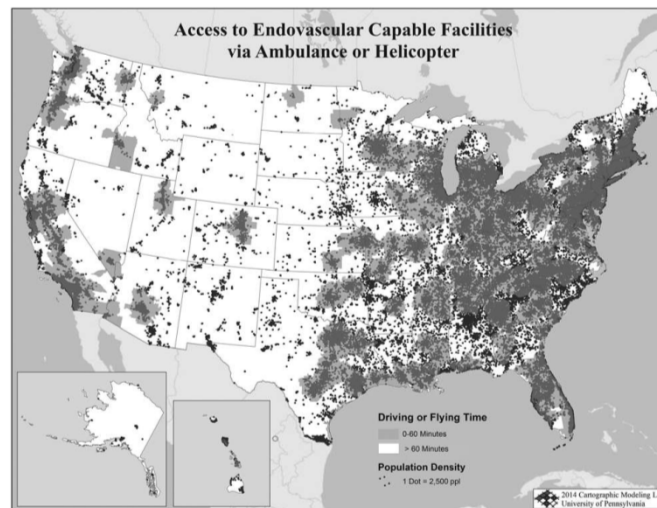 Access to Endovascular Capable Facilities
via Ambulance or Helicopter
Driving or Flying Time
0-60 Minutes
> 60 Minutes
Population Density
1 Dot = 2,500 ppl
2014 Cartographic Modeling L
University of Pennsylvania